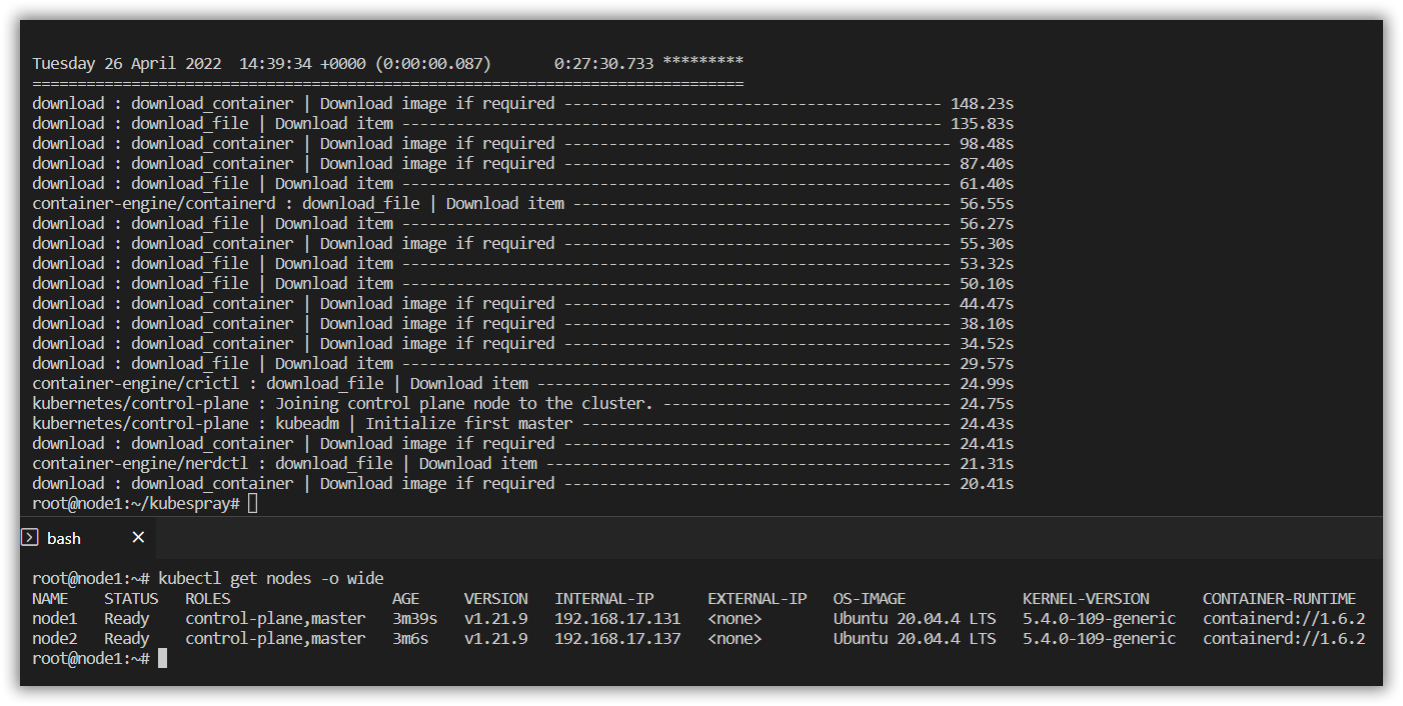 Tuesday 26 April 2022  14:39:34 +0000 (0:00:00.087)       0:27:30.733 *********
===============================================================================
download : download_container | Download image if required ------------------------------------------ 148.23s
download : download_file | Download item ------------------------------------------------------------ 135.83s
download : download_container | Download image if required ------------------------------------------- 98.48s
download : download_container | Download image if required ------------------------------------------- 87.40s
download : download_file | Download item ------------------------------------------------------------- 61.40s
container-engine/containerd : download_file | Download item ------------------------------------------ 56.55s
download : download_file | Download item ------------------------------------------------------------- 56.27s
download : download_container | Download image if required ------------------------------------------- 55.30s
download : download_file | Download item ------------------------------------------------------------- 53.32s
download : download_file | Download item ------------------------------------------------------------- 50.10s
download : download_container | Download image if required ------------------------------------------- 44.47s
download : download_container | Download image if required ------------------------------------------- 38.10s
download : download_container | Download image if required ------------------------------------------- 34.52s
download : download_file | Download item ------------------------------------------------------------- 29.57s
container-engine/crictl : download_file | Download item ---------------------------------------------- 24.99s
kubernetes/control-plane : Joining control plane node to the cluster. -------------------------------- 24.75s
kubernetes/control-plane : kubeadm | Initialize first master ----------------------------------------- 24.43s
download : download_container | Download image if required ------------------------------------------- 24.41s
container-engine/nerdctl : download_file | Download item --------------------------------------------- 21.31s
download : download_container | Download image if required ------------------------------------------- 20.41s
root@node1:~/kubespray#
bash
root@node1:~# kubectl get nodes -o wide
NAME    STATUS   ROLES                  AGE     VERSION   INTERNAL-IP      EXTERNAL-IP   OS-IMAGE             KERNEL-VERSION      CONTAINER-RUNTIME
node1   Ready    control-plane,master   3m39s   v1.21.9   192.168.17.131   <none>        Ubuntu 20.04.4 LTS   5.4.0-109-generic   containerd://1.6.2
node2   Ready    control-plane,master   3m6s    v1.21.9   192.168.17.137   <none>        Ubuntu 20.04.4 LTS   5.4.0-109-generic   containerd://1.6.2
root@node1:~#